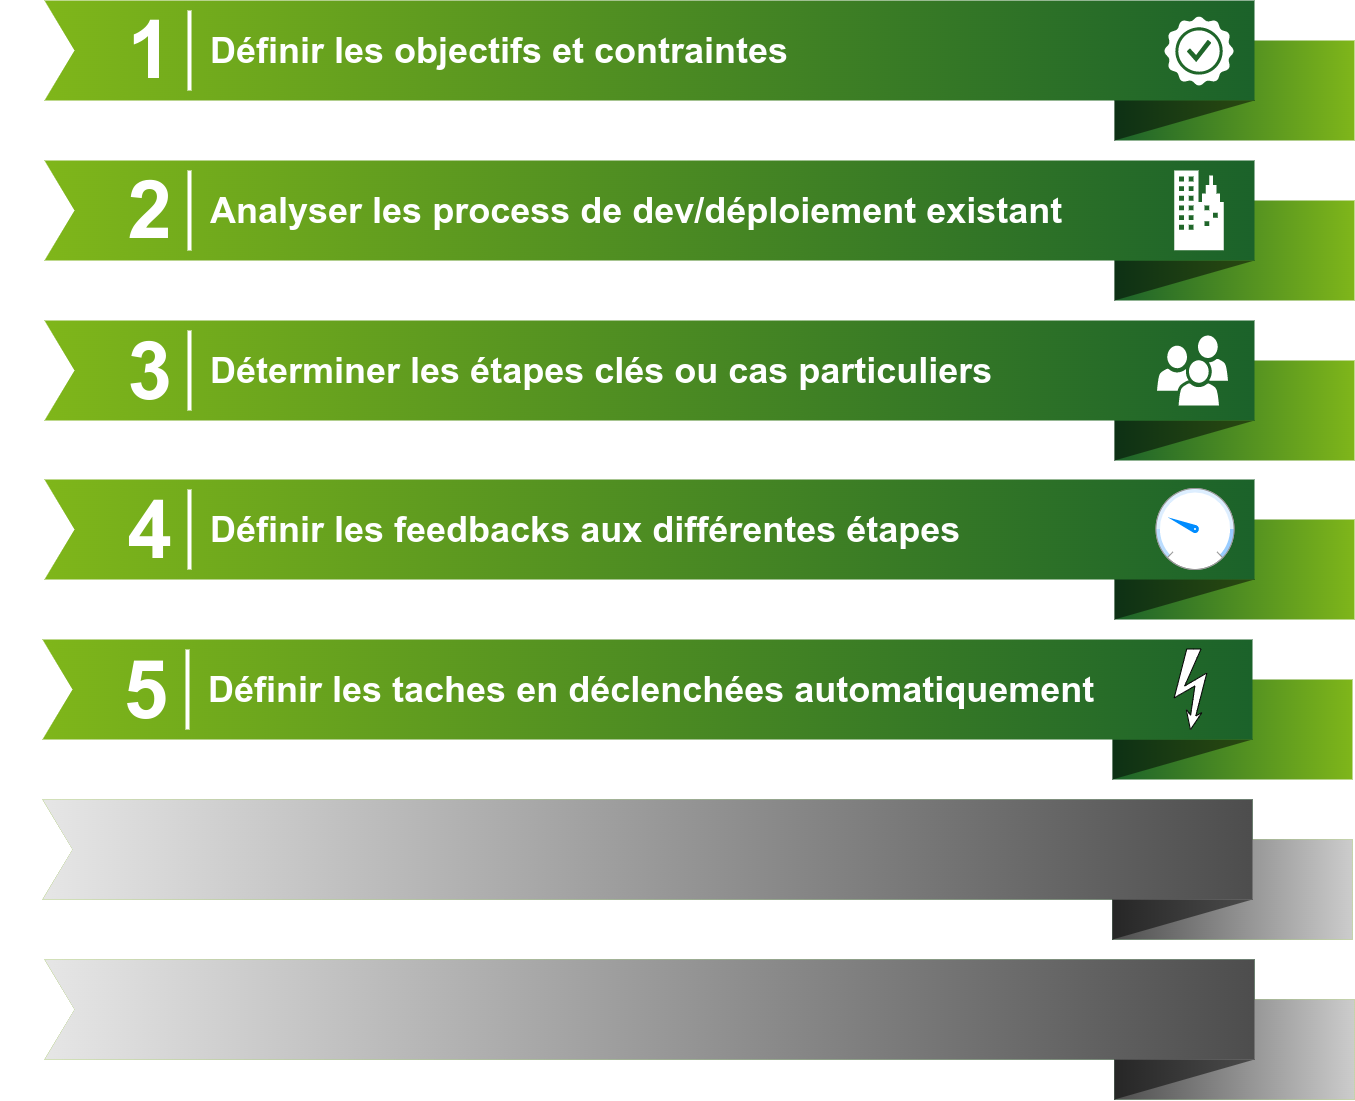 1 Définir les objectifs et contraintes
2 Analyser les process de dev/déploiement existant
3 Déterminer les étapes clés ou cas particuliers
4 Définir les feedbacks aux différentes étapes
5 Définir les taches en déclenchées automatiquement